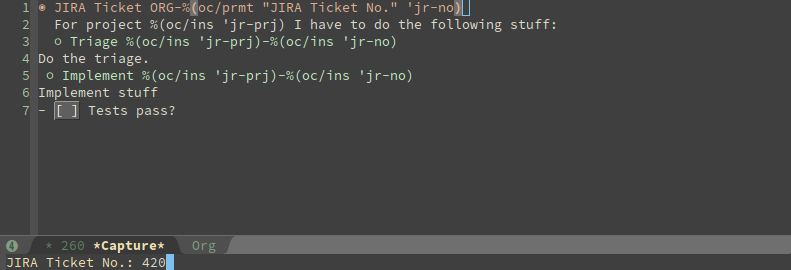 1 ◉ JIRA Ticket ORG-%(oc/prmt "JIRA Ticket No." 'jr-no)
2 For project %(oc/ins 'jr-prj) I have to do the following stuff:
3 ○ Triage %(oc/ins 'jr-prj)-%(oc/ins 'jr-no)
4 Do the triage.
5 ○ Implement %(oc/ins 'jr-prj)-%(oc/ins 'jr-no)
6 Implement stuff
7 - [ ] Tests pass?
④ * 260 *Capture* Org
JIRA Ticket No.: 420